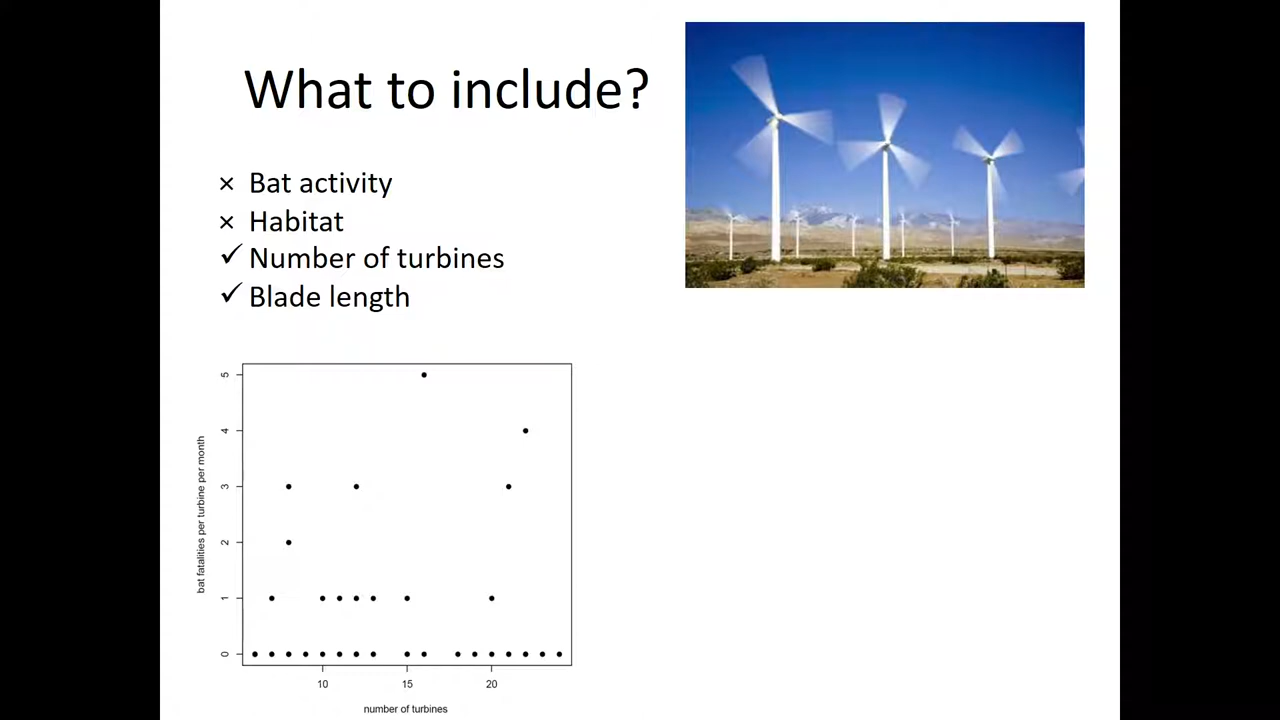 What to include?
× Bat activity
× Habitat
✓ Number of turbines
✓ Blade length
bat fatalities per turbine per month
5
4
3
2
1
0
10 15 20
number of turbines